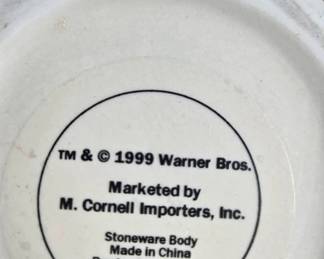 TM & © 1999 Warner Bros.
Marketed by
M. Cornell Importers, Inc.
Stoneware Body
Made in China